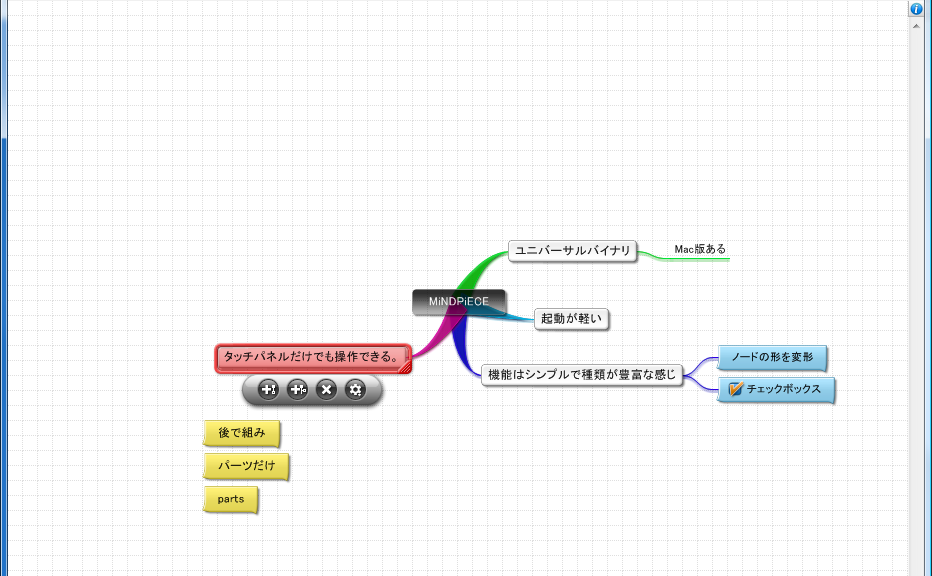 ユニバーサルバイナリ
Mac版ある
MiNDPiECE
起動が軽い
タッチパネルだけでも操作できる。
機能はシンプルで種類が豊富な感じ
ノードの形を変形
チェックボックス
後で組み
パーツだけ
parts